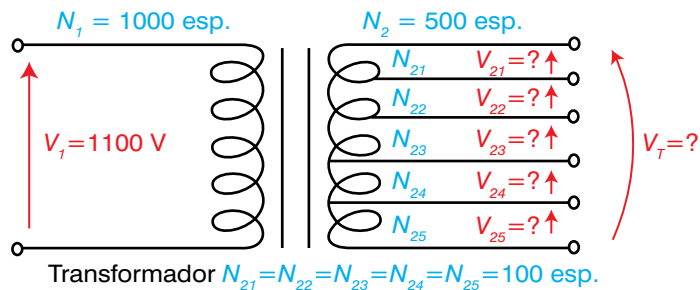 N₁ = 1000 esp. N₂ = 500 esp.
N₂₁ V₂₁=?
N₂₂ V₂₂=?
V₁=1100 V N₂₃ V₂₃=? V_T=?
N₂₄ V₂₄=?
N₂₅ V₂₅=?
Transformador N₂₁=N₂₂=N₂₃=N₂₄=N₂₅=100 esp.